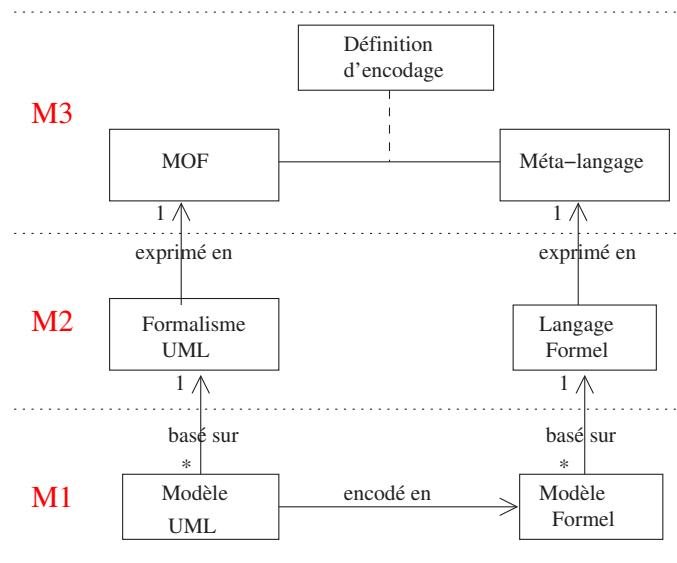 Définition
d'encodage
M3
MOF
Méta−langage
1
1
exprimé en
exprimé en
M2
Formalisme
UML
Langage
Formel
1
1
basé sur
basé sur
*
*
M1
Modèle
UML
encodé en
Modèle
Formel